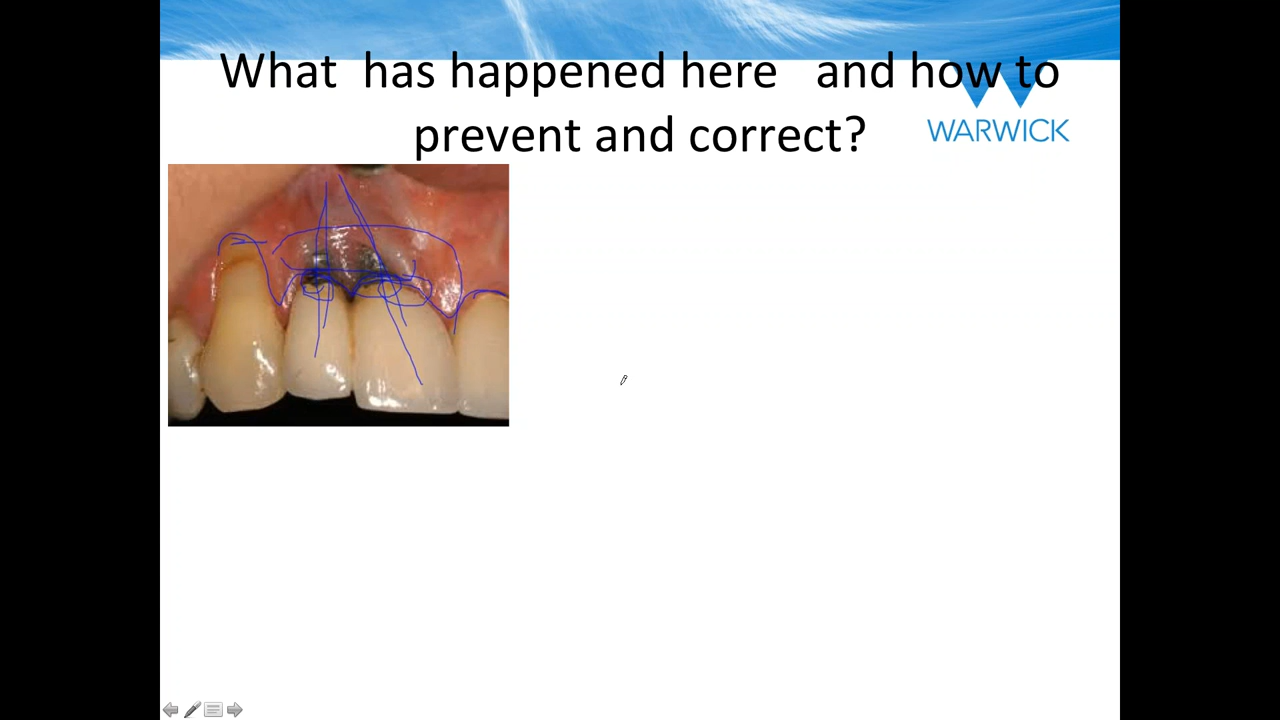 What has happened here and how to
prevent and correct?
WARWICK